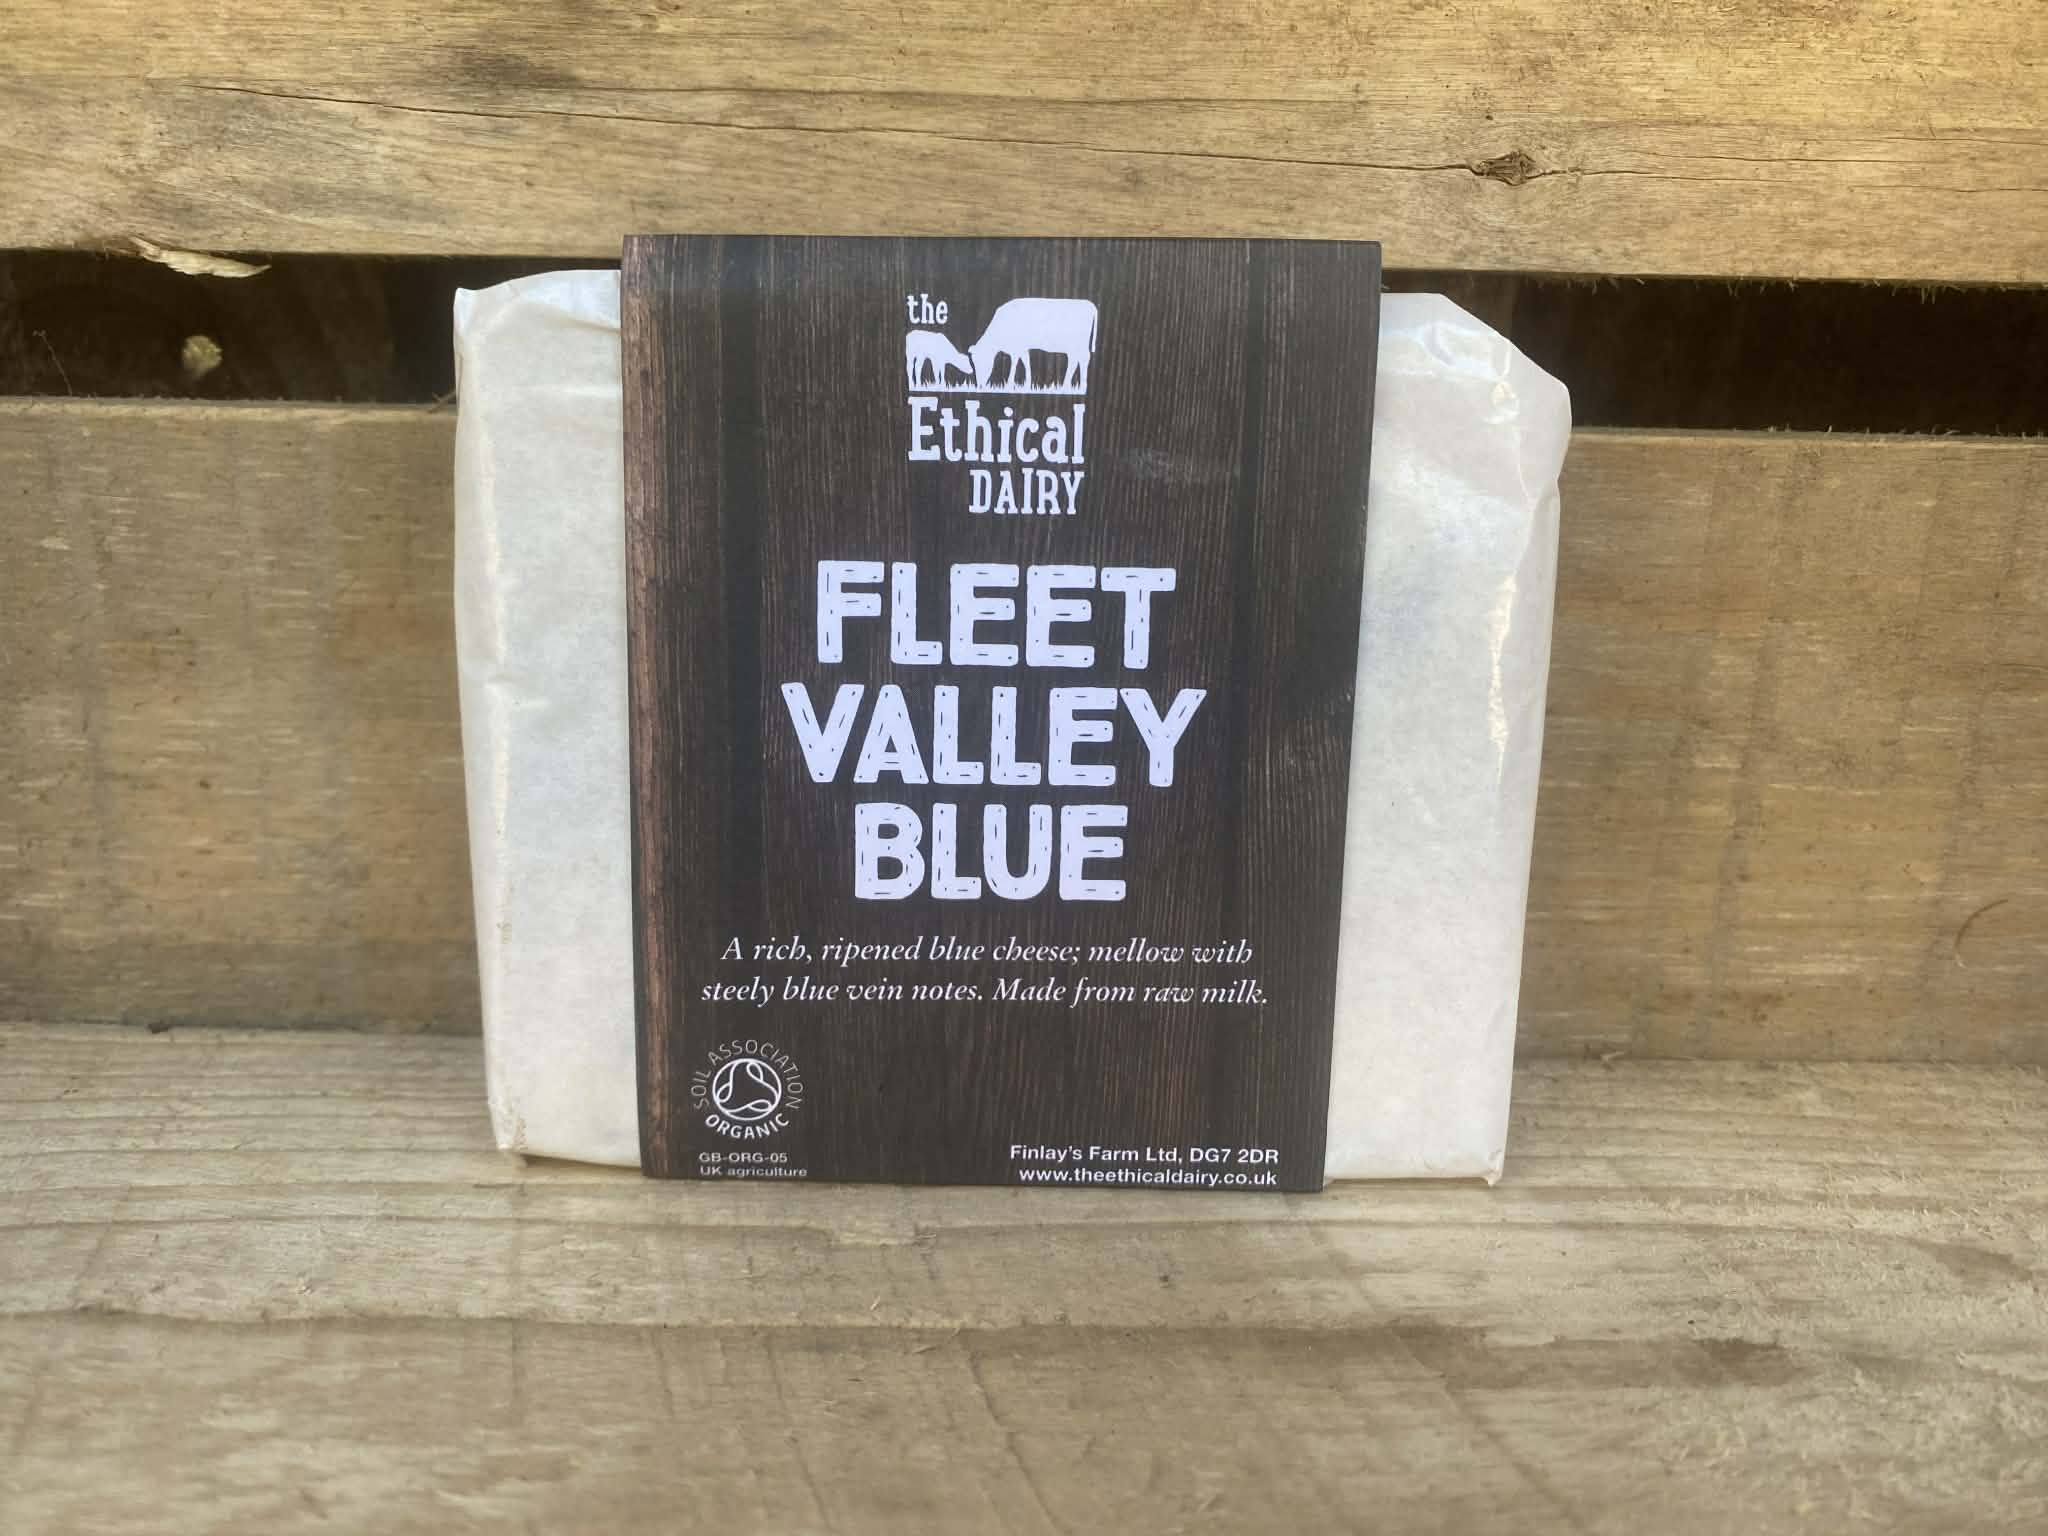 the
Ethical
DAIRY
FLEET
VALLEY
BLUE
A rich, ripened blue cheese; mellow with
steely blue vein notes. Made from raw milk.
SOIL ASSOCIATION
ORGANIC
GB-ORG-05
UK agriculture
Finlay's Farm Ltd, DG7 2DR
www.theethicaldairy.co.uk